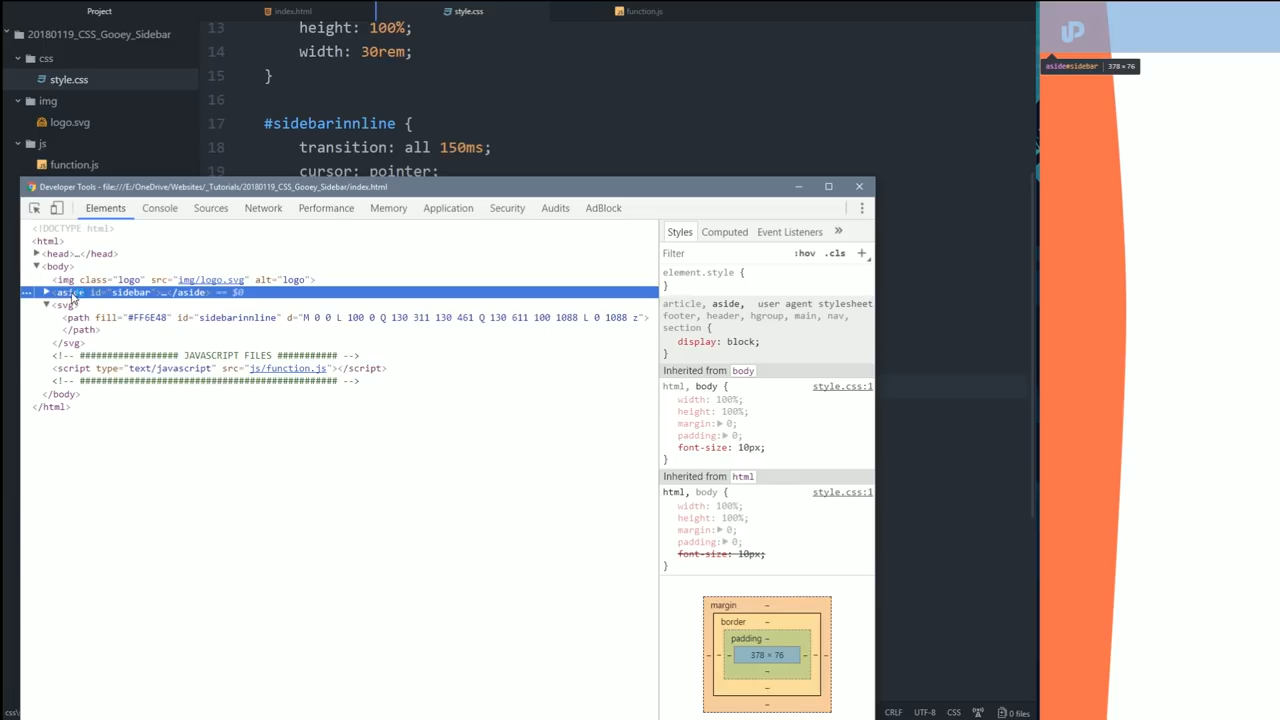 Project
index.html
style.css
function.js
20180119_CSS_Gooey_Sidebar
css
style.css
img
logo.svg
js
function.js
13 height: 100%;
14 width: 30rem;
15 }
16
17 #sidebarinnline {
18 transition: all 150ms;
19 cursor: pointer;
aside#sidebar | 378 × 76
Developer Tools - file:///E:/OneDrive/Websites/_Tutorials/20180119_CSS_Gooey_Sidebar/index.html
Elements Console Sources Network Performance Memory Application Security Audits AdBlock
<!DOCTYPE html>
<html>
<head>…</head>
<body>
<img class="logo" src="img/logo.svg" alt="logo">
<aside id="sidebar">…</aside> == $0
<svg>
<path fill="#FF6E48" id="sidebarinnline" d="M 0 0 L 100 0 Q 130 311 130 461 Q 130 611 100 1088 L 0 1088 z">
</path>
</svg>
<!-- ################## JAVASCRIPT FILES ########### -->
<script type="text/javascript" src="js/function.js"></script>
<!-- ############################################### -->
</body>
</html>
Styles Computed Event Listeners »
Filter :hov .cls +
element.style {
}
article, aside, user agent stylesheet
footer, header, hgroup, main, nav,
section {
display: block;
}
Inherited from body
html, body { style.css:1
width: 100%;
height: 100%;
margin: 0;
padding: 0;
font-size: 10px;
}
Inherited from html
html, body { style.css:1
width: 100%;
height: 100%;
margin: 0;
padding: 0;
font-size: 10px;
}
margin –
border –
padding –
– – – 378 × 76 – – –
–
–
–
CRLF UTF-8 CSS 0 files